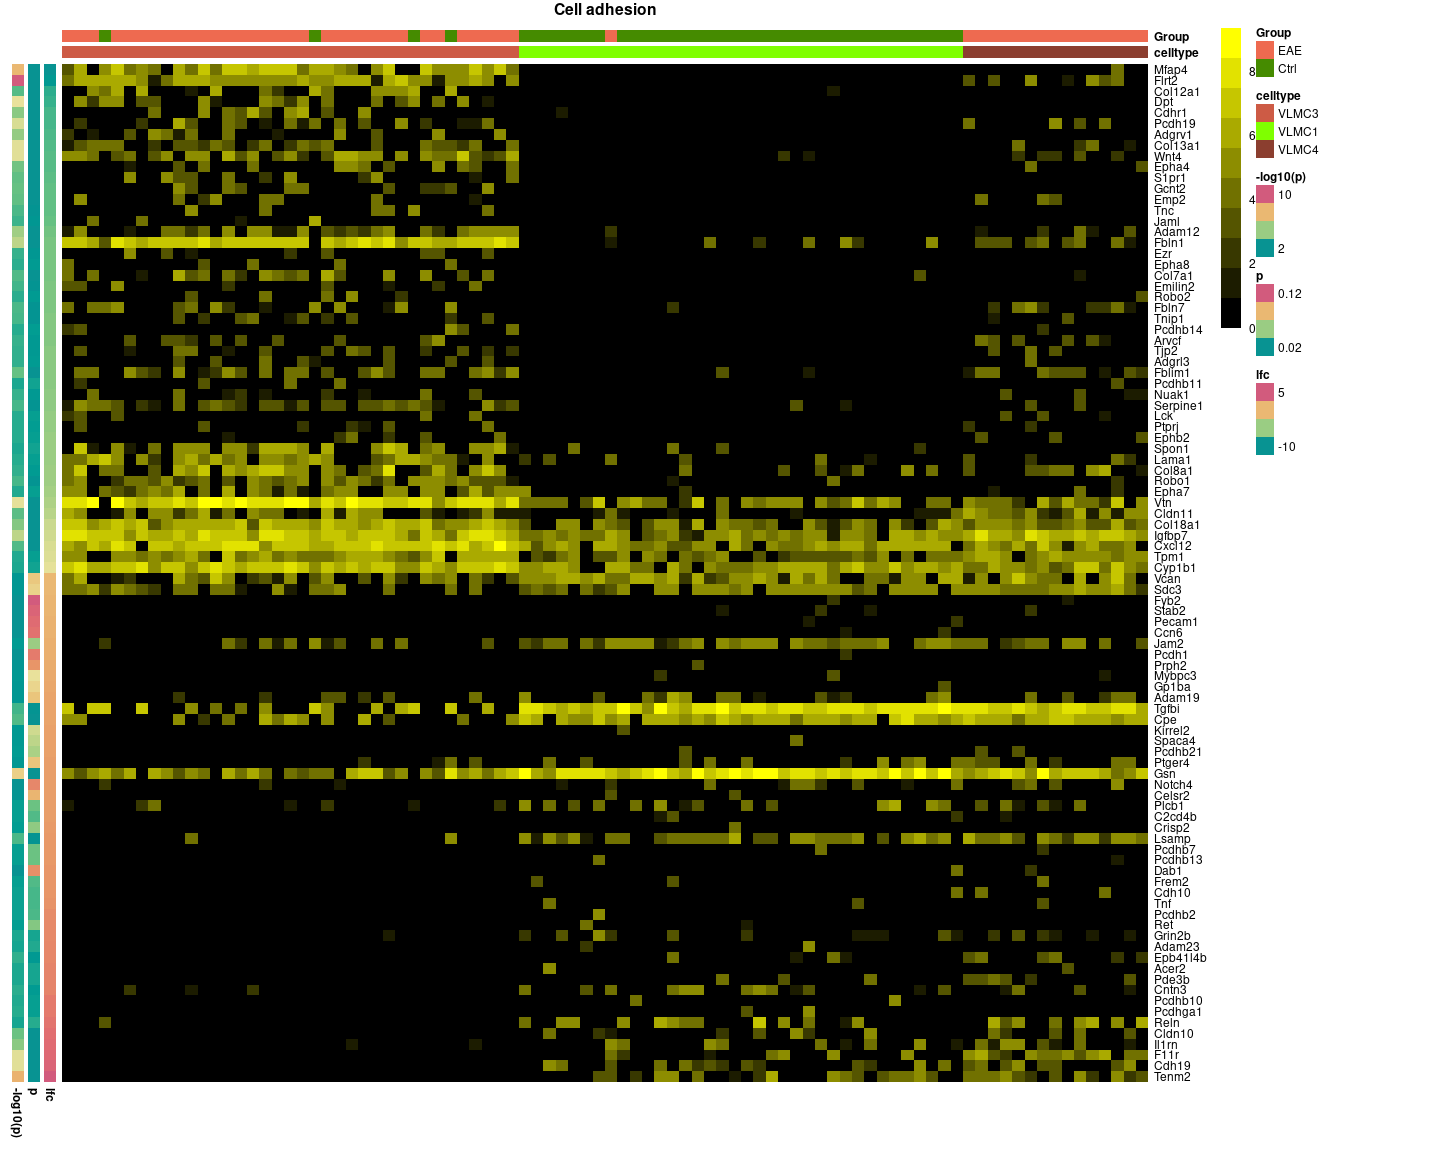 Cell adhesion
Group
celltype
Mfap4
Flrt2
Col12a1
Dpt
Cdhr1
Pcdh19
Adgrv1
Col13a1
Wnt4
Epha4
S1pr1
Gcnt2
Emp2
Tnc
Jaml
Adam12
Fbln1
Ezr
Epha8
Col7a1
Emilin2
Robo2
Fbln7
Tnip1
Pcdhb14
Arvcf
Tjp2
Adgrl3
Fblim1
Pcdhb11
Nuak1
Serpine1
Lck
Ptprj
Ephb2
Spon1
Lama1
Col8a1
Robo1
Epha7
Vtn
Cldn11
Col18a1
Igfbp7
Cxcl12
Tpm1
Cyp1b1
Vcan
Sdc3
Fyb2
Stab2
Pecam1
Ccn6
Jam2
Pcdh1
Prph2
Mybpc3
Gp1ba
Adam19
Tgfbi
Cpe
Kirrel2
Spaca4
Pcdhb21
Ptger4
Gsn
Notch4
Celsr2
Plcb1
C2cd4b
Crisp2
Lsamp
Pcdhb7
Pcdhb13
Dab1
Frem2
Cdh10
Tnf
Pcdhb2
Ret
Grin2b
Adam23
Epb41l4b
Acer2
Pde3b
Cntn3
Pcdhb10
Pcdhga1
Reln
Cldn10
Il1rn
F11r
Cdh19
Tenm2
8
6
4
2
0
Group
EAE
Ctrl
celltype
VLMC3
VLMC1
VLMC4
-log10(p)
10
2
p
0.12
0.02
lfc
5
-10
-log10(p)
p
lfc